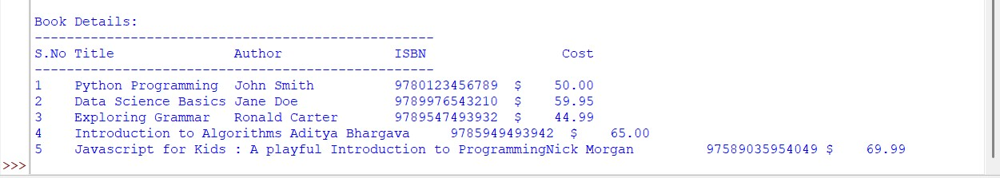 Book Details:
--------------------------------------------------
S.No Title               Author              ISBN                 Cost
--------------------------------------------------
1    Python Programming  John Smith          9780123456789  $    50.00
2    Data Science Basics Jane Doe            9789976543210  $    59.95
3    Exploring Grammar   Ronald Carter       9789547493932  $    44.99
4    Introduction to Algorithms Aditya Bhargava     9785949493942  $    65.00
5    Javascript for Kids : A playful Introduction to ProgrammingNick Morgan         97589035954049 $    69.99
>>>